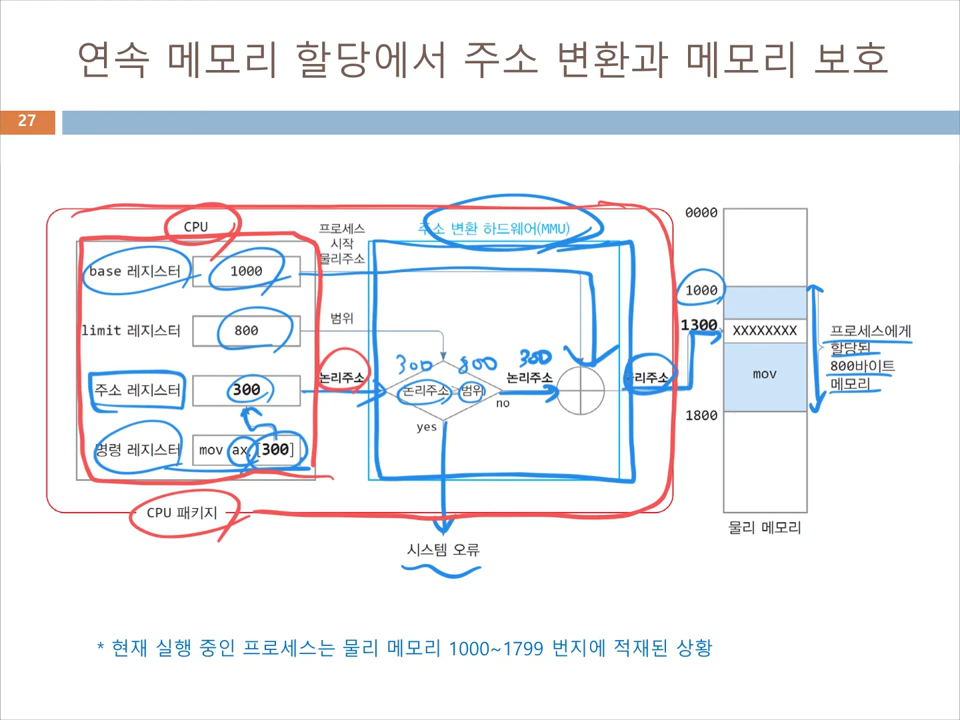 연속 메모리 할당에서 주소 변환과 메모리 보호
27
CPU
프로세스
시작
물리주소
주소 변환 하드웨어(MMU)
0000
base 레지스터
1000
1000
limit 레지스터
800
범위
1300
XXXXXXXX
프로세스에게
할당된
800바이트
메모리
300 800 300
주소 레지스터
300
논리주소
논리주소>범위
논리주소
물리주소
mov
no
yes
1800
명령 레지스터
mov ax, [300]
CPU 패키지
물리 메모리
시스템 오류
* 현재 실행 중인 프로세스는 물리 메모리 1000~1799 번지에 적재된 상황